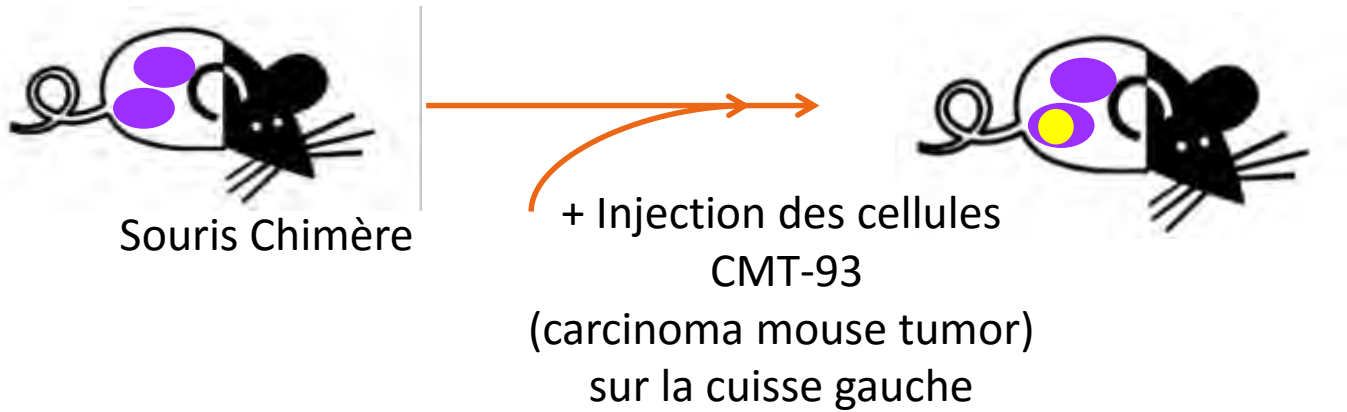 Souris Chimère
+ Injection des cellules
CMT-93
(carcinoma mouse tumor)
sur la cuisse gauche